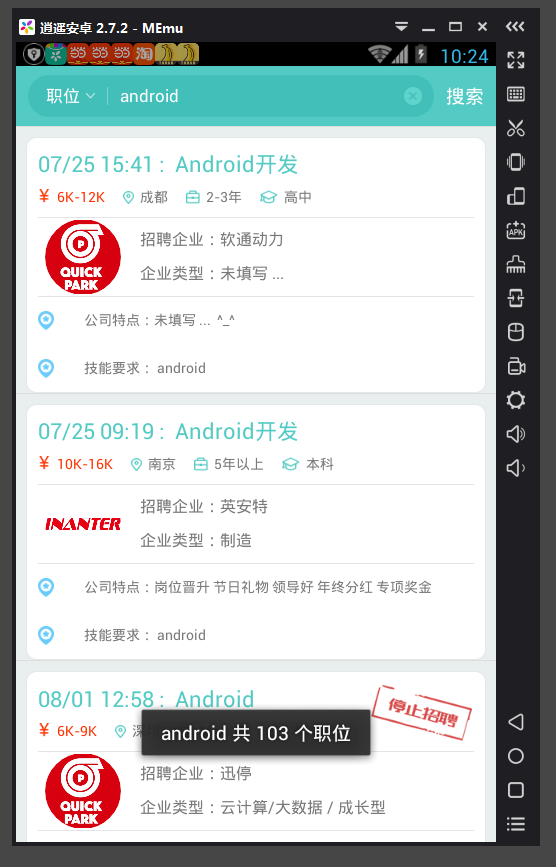 逍遥安卓 2.7.2 - MEmu
10:24
职位 android 搜索
07/25 15:41： Android开发
¥ 6K-12K 成都 2-3年 高中
QUICK PARK
招聘企业：软通动力
企业类型：未填写 ...
公司特点：未填写 ... ^_^
技能要求： android
07/25 09:19： Android开发
¥ 10K-16K 南京 5年以上 本科
INANTER
招聘企业：英安特
企业类型：制造
公司特点：岗位晋升 节日礼物 领导好 年终分红 专项奖金
技能要求： android
08/01 12:58： Android
停止招聘
¥ 6K-9K
android 共 103 个职位
QUICK PARK
招聘企业：迅停
企业类型：云计算/大数据 / 成长型
APK